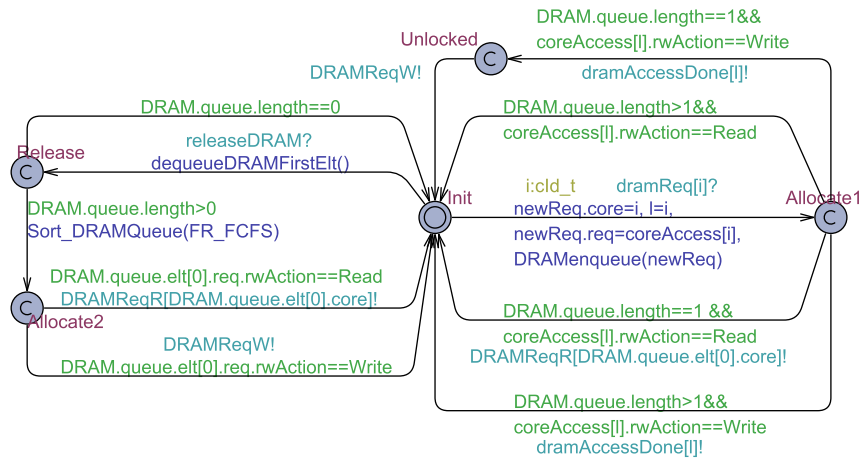 DRAM.queue.length==1&&
coreAccess[l].rwAction==Write
Unlocked
DRAMReqW!
dramAccessDone[l]!
DRAM.queue.length==0
DRAM.queue.length>1&&
coreAccess[l].rwAction==Read
releaseDRAM?
dequeueDRAMFirstElt()
Release
C
C
Init
i:cId_t
dramReq[i]?
Allocate1
newReq.core=i, l=i,
newReq.req=coreAccess[i],
DRAMenqueue(newReq)
C
DRAM.queue.length>0
Sort_DRAMQueue(FR_FCFS)
DRAM.queue.elt[0].req.rwAction==Read
DRAMReqR[DRAM.queue.elt[0].core]!
C
Allocate2
DRAM.queue.length==1 &&
coreAccess[l].rwAction==Read
DRAMReqR[DRAM.queue.elt[0].core]!
DRAMReqW!
DRAM.queue.elt[0].req.rwAction==Write
DRAM.queue.length>1&&
coreAccess[l].rwAction==Write
dramAccessDone[l]!